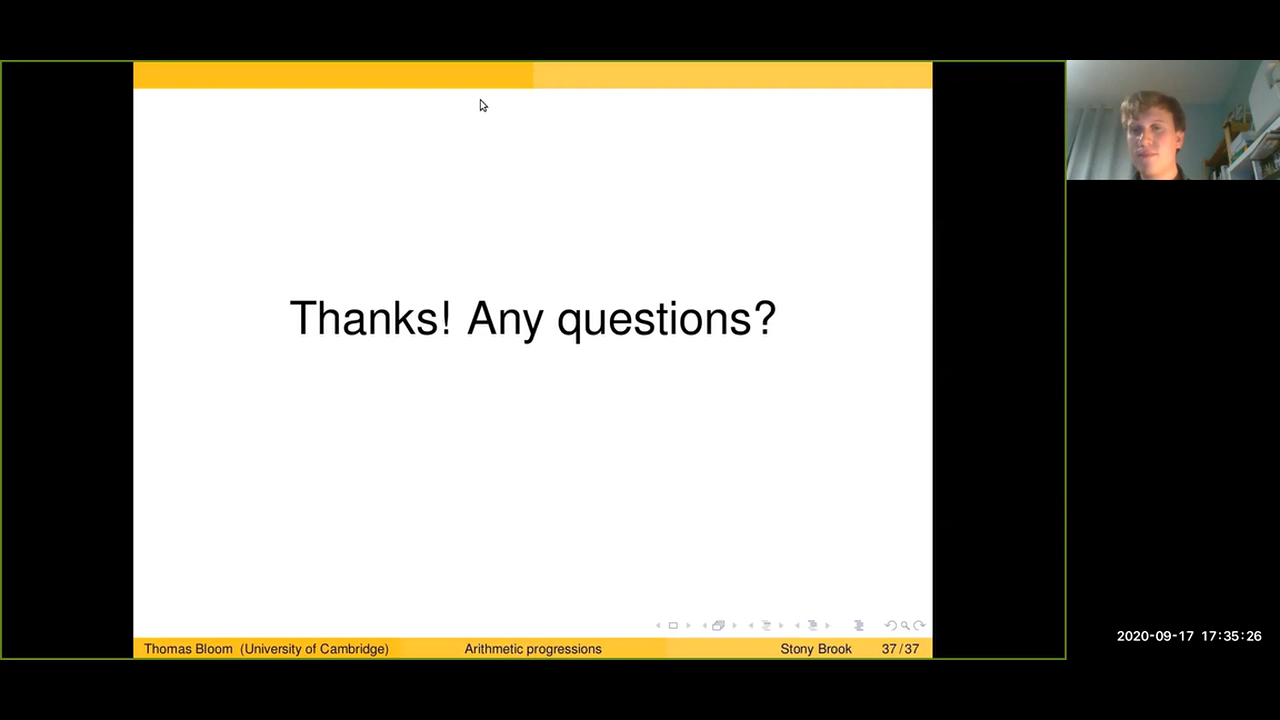 Thanks! Any questions?
Thomas Bloom (University of Cambridge) Arithmetic progressions Stony Brook 37/37
2020-09-17 17:35:26